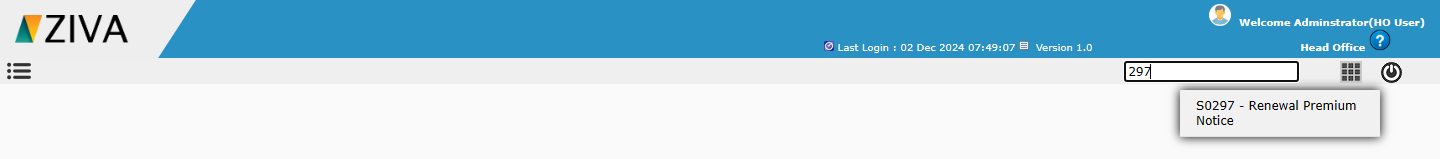 ZIVA
Welcome Adminstrator(HO User)
Last Login : 02 Dec 2024 07:49:07 Version 1.0
Head Office ?
297
S0297 - Renewal Premium
Notice